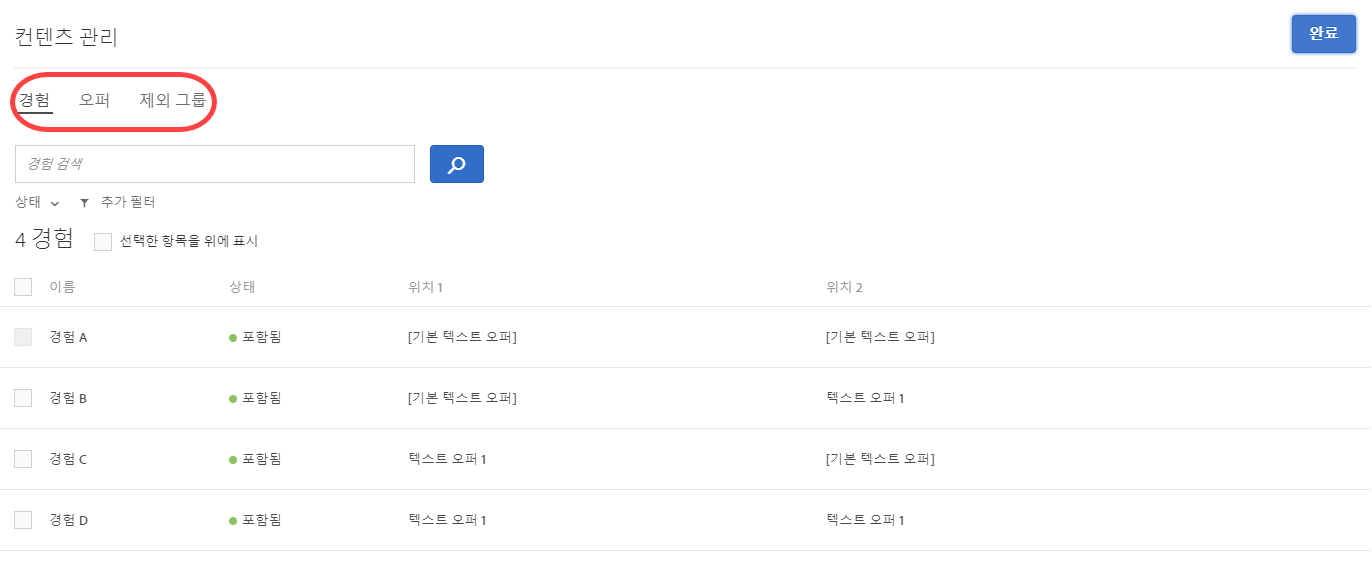 컨텐츠 관리
완료
경험 오퍼 제외 그룹
경험 검색
상태 추가 필터
4 경험 선택한 항목을 위에 표시
이름 상태 위치 1 위치 2
경험 A 포함됨 [기본 텍스트 오퍼] [기본 텍스트 오퍼]
경험 B 포함됨 [기본 텍스트 오퍼] 텍스트 오퍼 1
경험 C 포함됨 텍스트 오퍼 1 [기본 텍스트 오퍼]
경험 D 포함됨 텍스트 오퍼 1 텍스트 오퍼 1